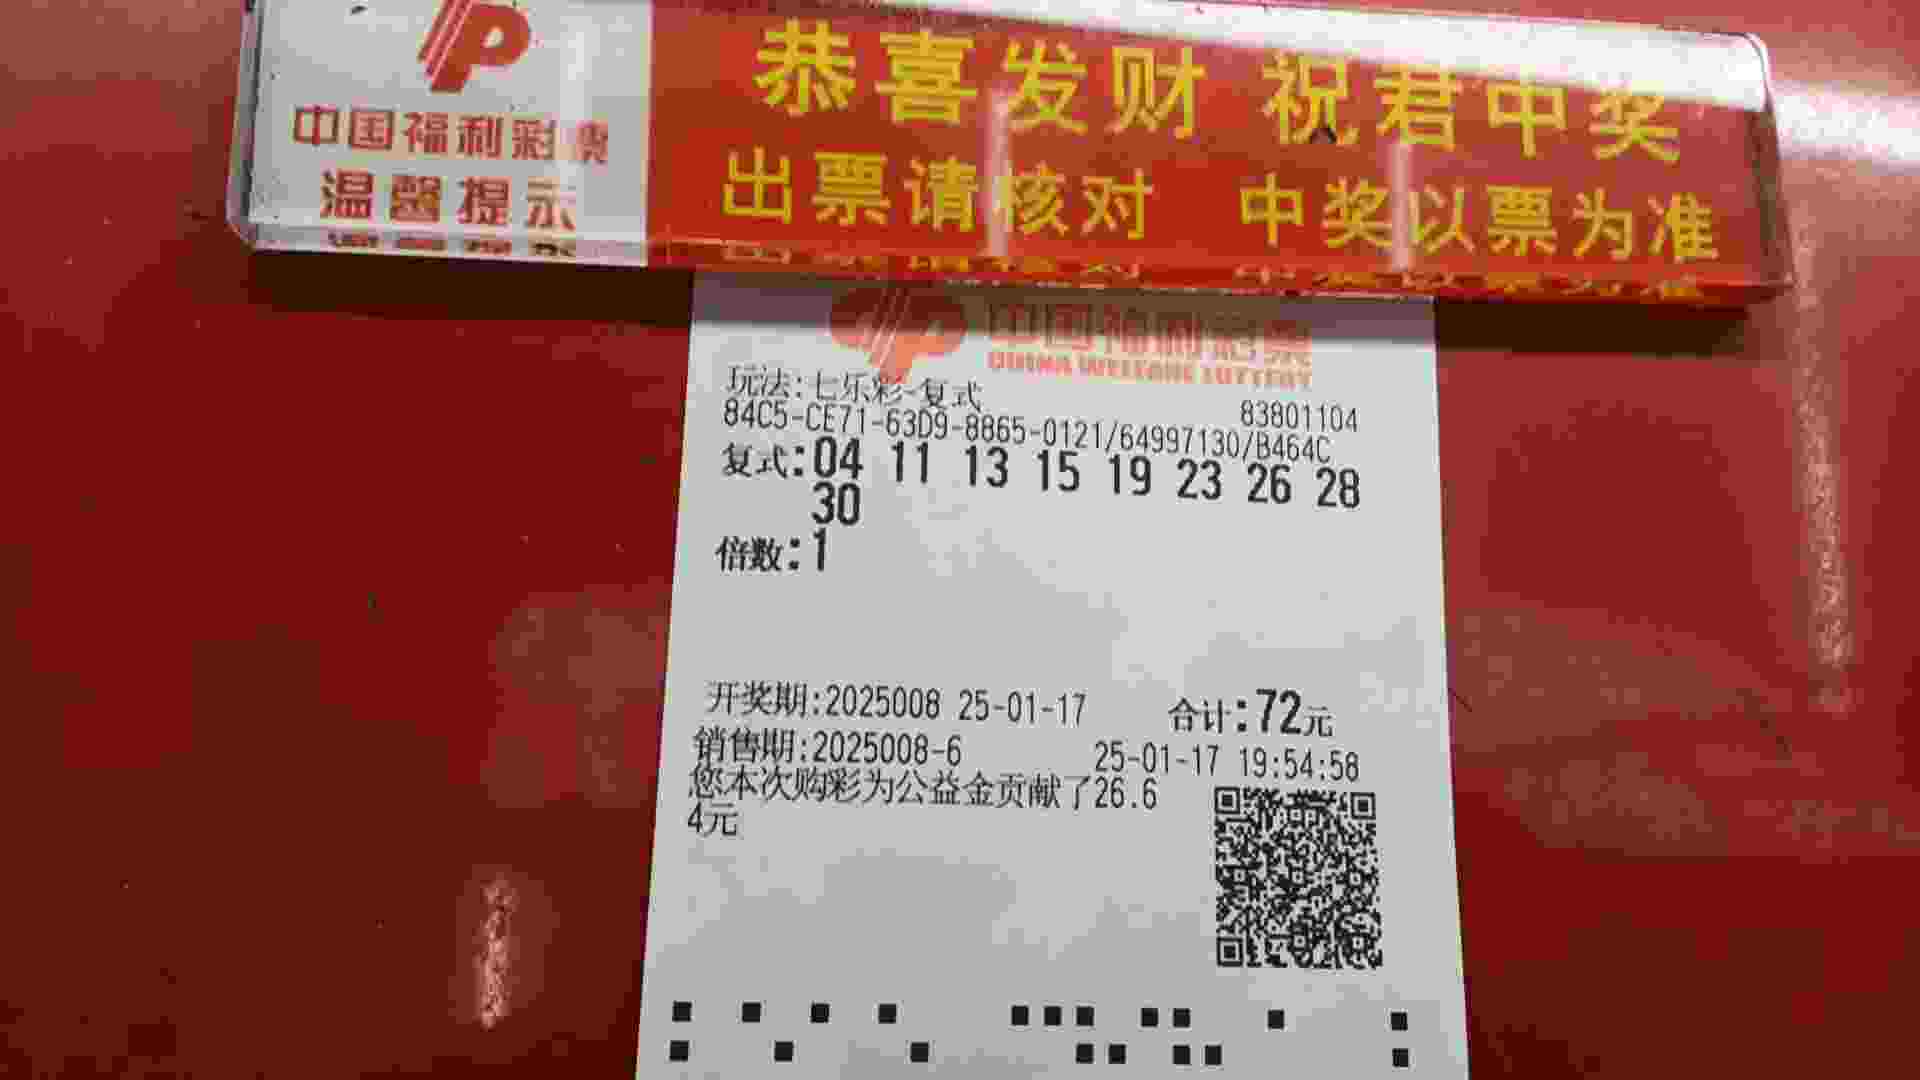 中国福利彩票
温馨提示
恭喜发财 祝君中奖
出票请核对 中奖以票为准
中国福利彩票
CHINA WELFARE LOTTERY
玩法:七乐彩-复式 83801104
84C5-CE71-63D9-8865-0121/64997130/B464C
复式:04 11 13 15 19 23 26 28
30
倍数:1
开奖期:2025008 25-01-17 合计:72元
销售期:2025008-6 25-01-17 19:54:58
您本次购彩为公益金贡献了26.6
4元